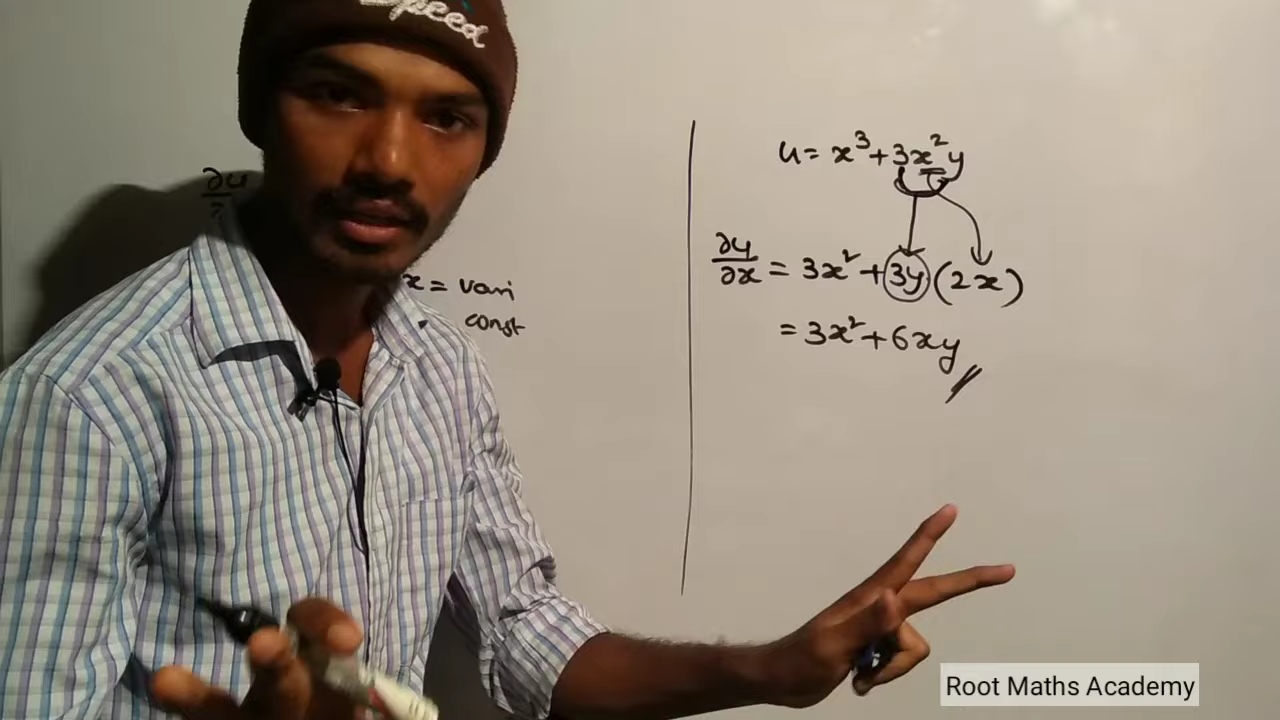 Speed
∂u
x = vari
const
u = x³ + 3x²y
∂u/∂x = 3x² + 3y (2x)
= 3x² + 6xy
Root Maths Academy